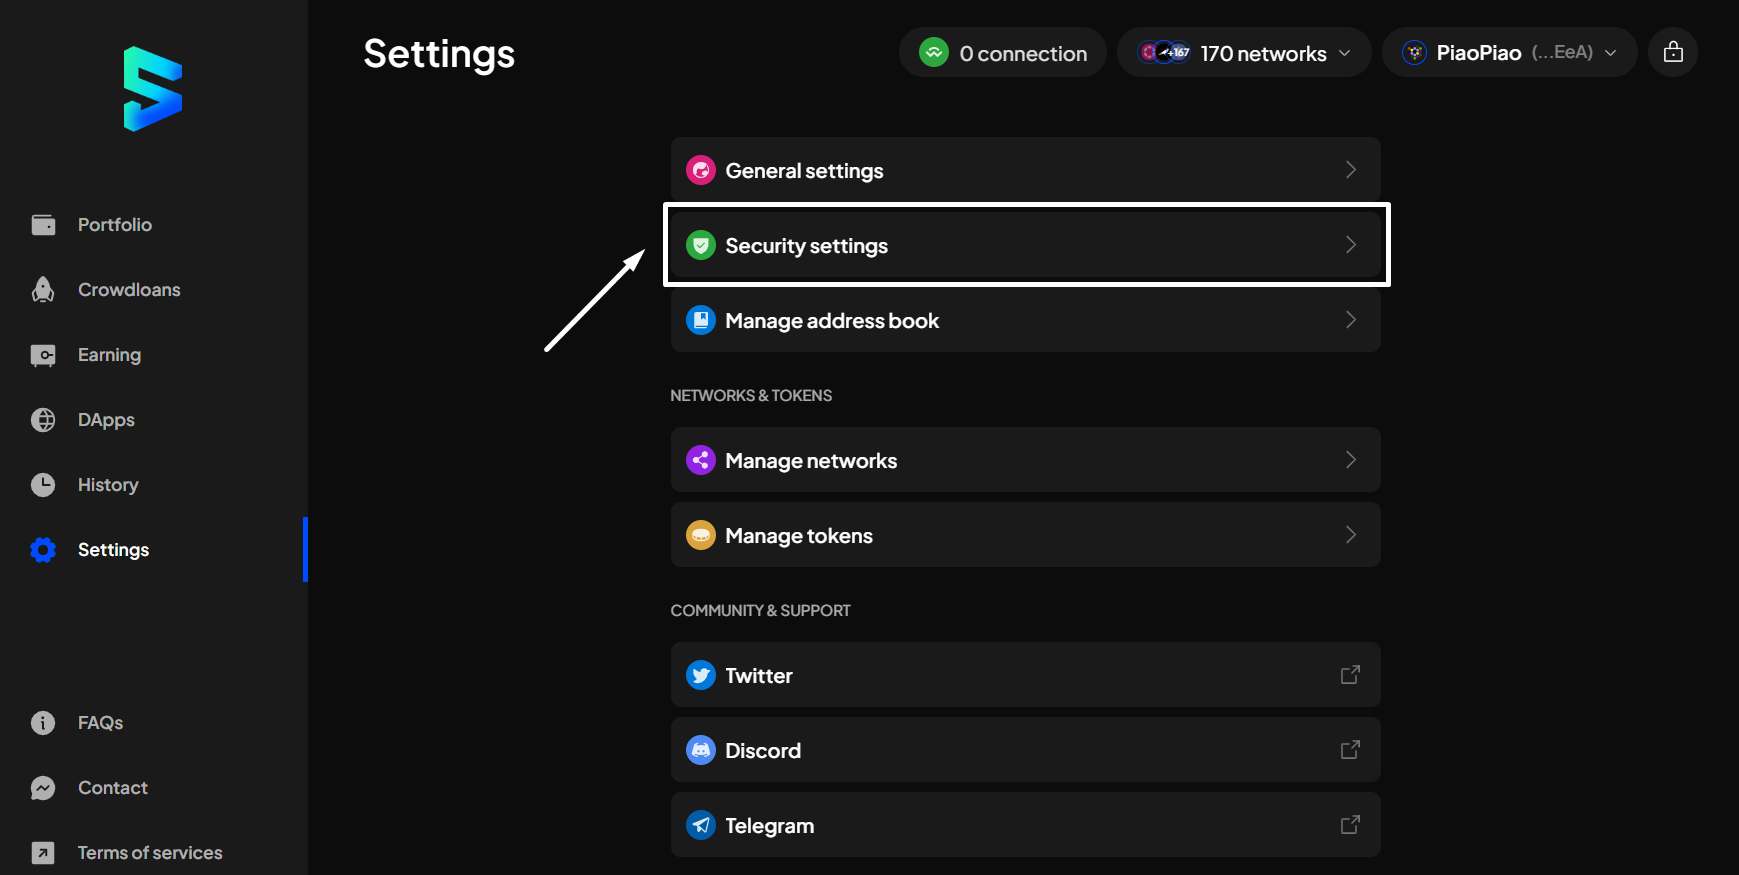 Settings
0 connection
+167
170 networks
PiaoPiao (...EeA)
Portfolio
Crowdloans
Earning
DApps
History
Settings
FAQs
Contact
Terms of services
General settings
Security settings
Manage address book
NETWORKS & TOKENS
Manage networks
Manage tokens
COMMUNITY & SUPPORT
Twitter
Discord
Telegram